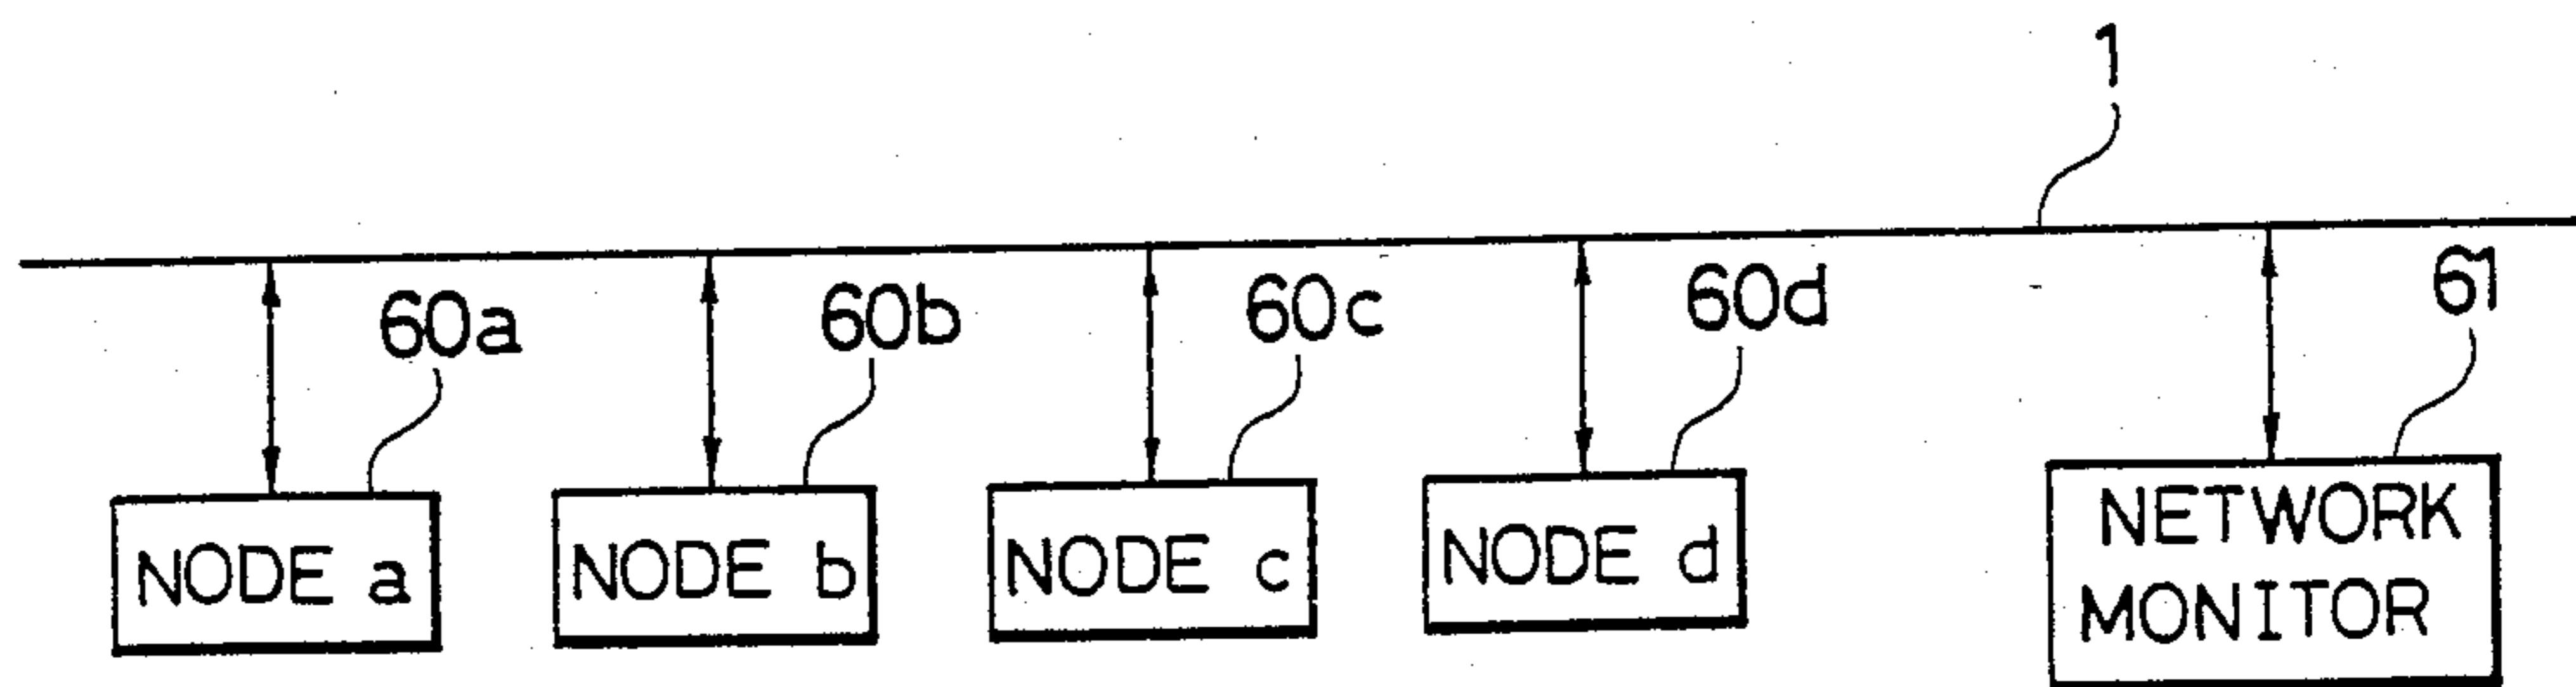 1
60a
60b
60c
60d
61
NODE a
NODE b
NODE c
NODE d
NETWORK
MONITOR